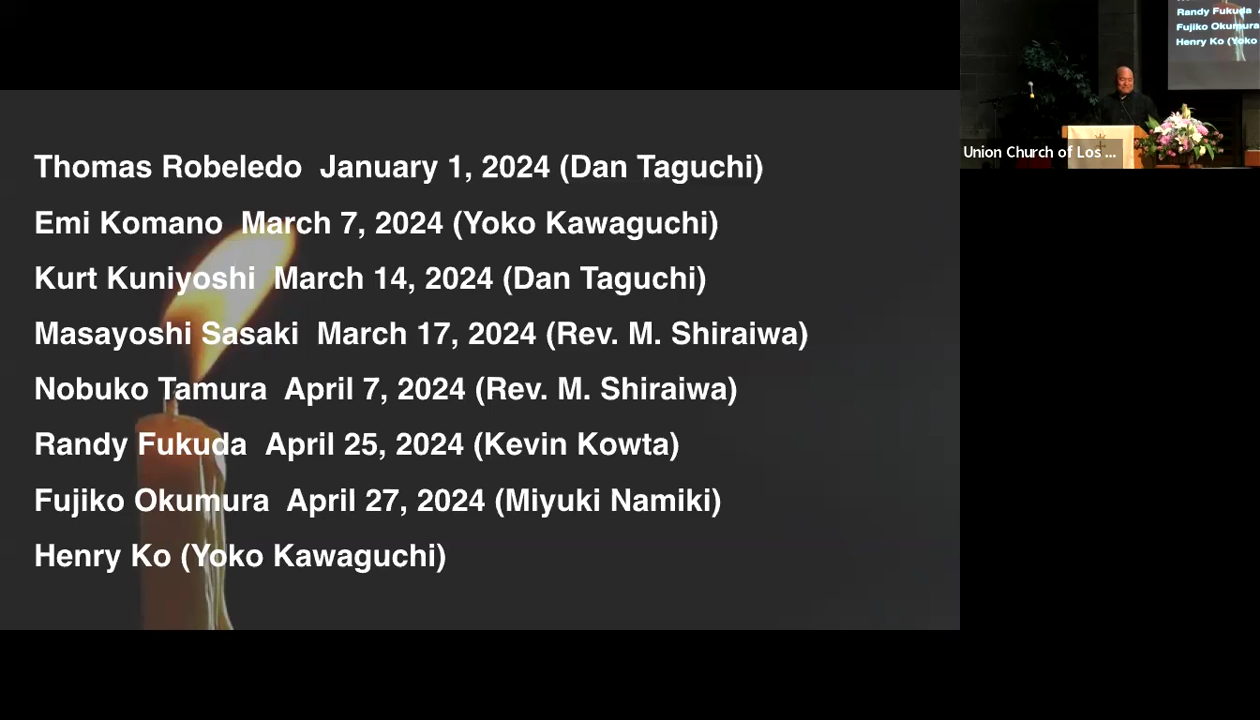 Thomas Robeledo January 1, 2024 (Dan Taguchi)
Emi Komano March 7, 2024 (Yoko Kawaguchi)
Kurt Kuniyoshi March 14, 2024 (Dan Taguchi)
Masayoshi Sasaki March 17, 2024 (Rev. M. Shiraiwa)
Nobuko Tamura April 7, 2024 (Rev. M. Shiraiwa)
Randy Fukuda April 25, 2024 (Kevin Kowta)
Fujiko Okumura April 27, 2024 (Miyuki Namiki)
Henry Ko (Yoko Kawaguchi)
Randy Fukuda
Fujiko Okumura
Henry Ko (Yoko
Union Church of Los ...